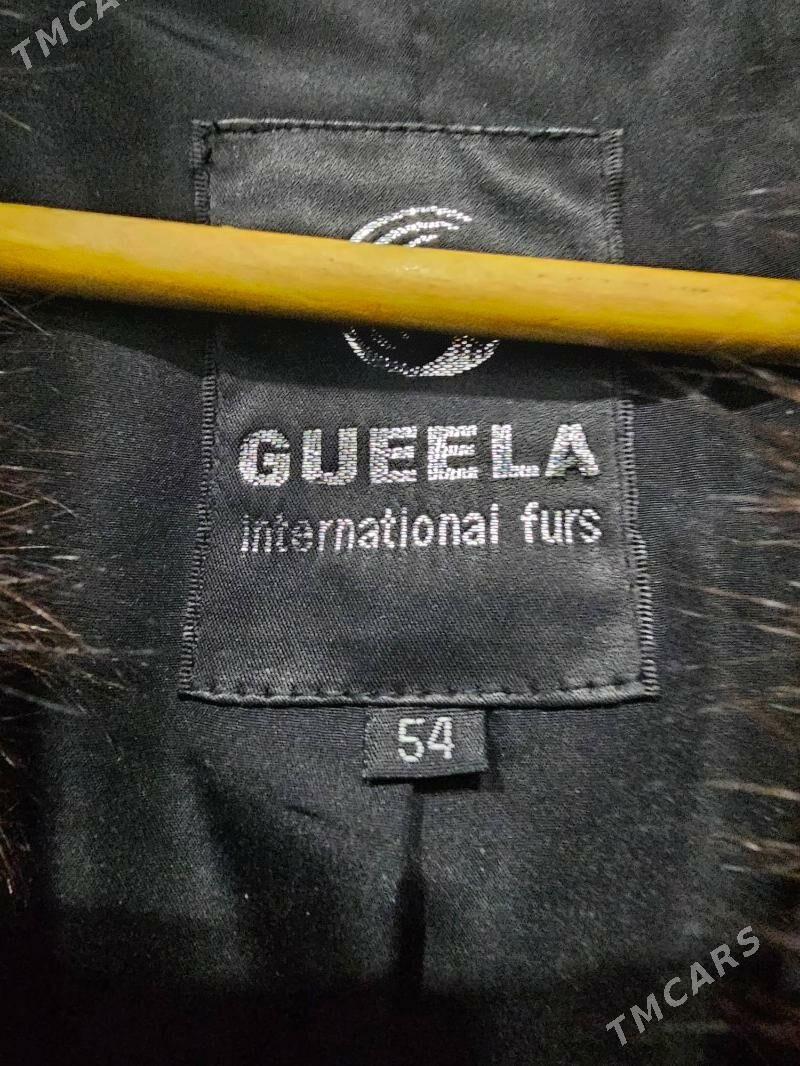 TMCARS
GUEELA
international furs
54
TMCARS